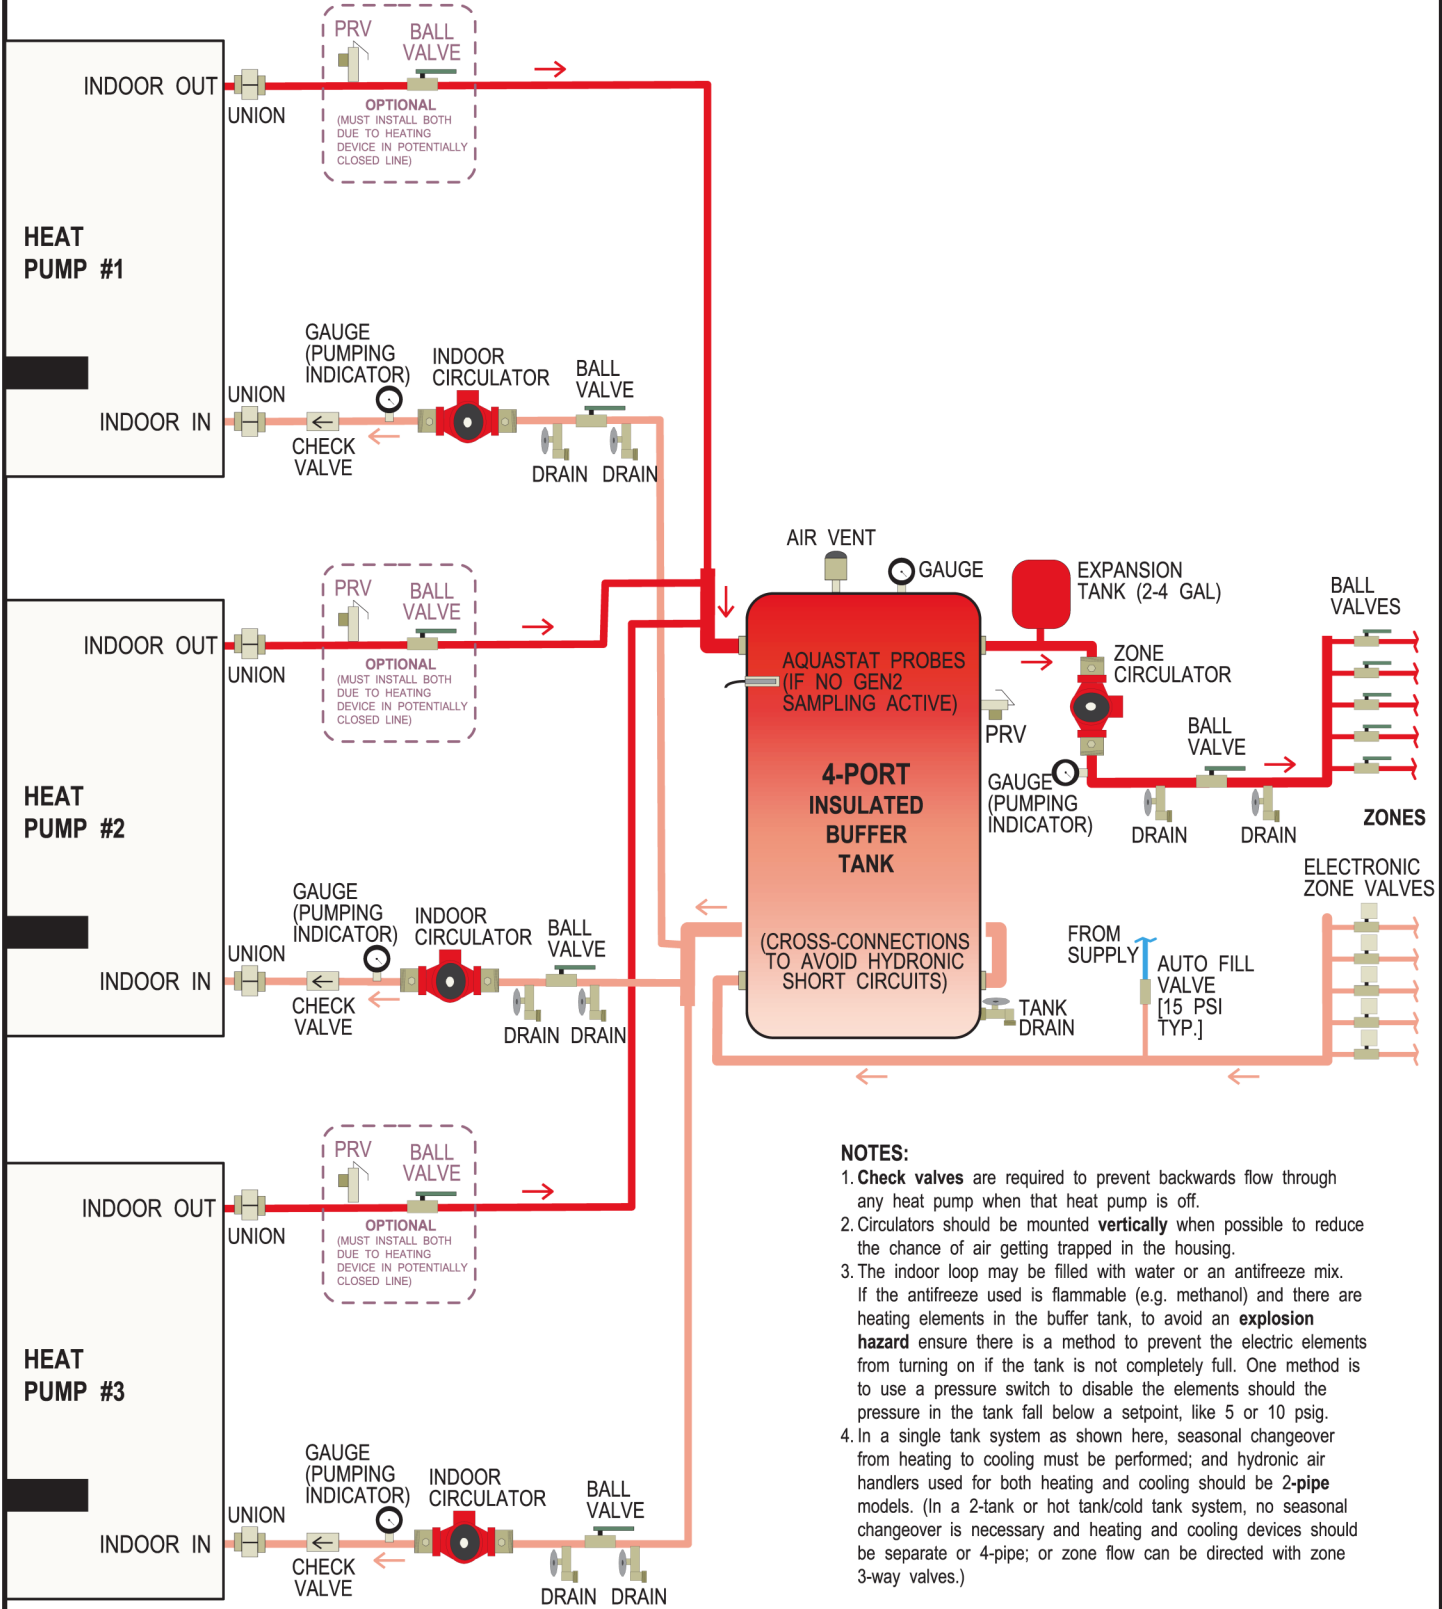 PRV
BALL
VALVE
INDOOR OUT
UNION
OPTIONAL
(MUST INSTALL BOTH
DUE TO HEATING
DEVICE IN POTENTIALLY
CLOSED LINE)
HEAT
PUMP #1
GAUGE
(PUMPING
INDICATOR)
INDOOR
CIRCULATOR
BALL
VALVE
UNION
INDOOR IN
CHECK
VALVE
DRAIN
DRAIN
PRV
BALL
VALVE
INDOOR OUT
UNION
OPTIONAL
(MUST INSTALL BOTH
DUE TO HEATING
DEVICE IN POTENTIALLY
CLOSED LINE)
HEAT
PUMP #2
GAUGE
(PUMPING
INDICATOR)
INDOOR
CIRCULATOR
BALL
VALVE
UNION
INDOOR IN
CHECK
VALVE
DRAIN
DRAIN
AIR VENT
GAUGE
EXPANSION
TANK (2-4 GAL)
BALL
VALVES
AQUASTAT PROBES
(IF NO GEN2
SAMPLING ACTIVE)
ZONE
CIRCULATOR
PRV
BALL
VALVE
4-PORT
INSULATED
BUFFER
TANK
GAUGE
(PUMPING
INDICATOR)
DRAIN
DRAIN
ZONES
ELECTRONIC
ZONE VALVES
(CROSS-CONNECTIONS
TO AVOID HYDRONIC
SHORT CIRCUITS)
FROM
SUPPLY
AUTO FILL
VALVE
[15 PSI
TYP.]
TANK
DRAIN
PRV
BALL
VALVE
INDOOR OUT
UNION
OPTIONAL
(MUST INSTALL BOTH
DUE TO HEATING
DEVICE IN POTENTIALLY
CLOSED LINE)
HEAT
PUMP #3
GAUGE
(PUMPING
INDICATOR)
INDOOR
CIRCULATOR
BALL
VALVE
UNION
INDOOR IN
CHECK
VALVE
DRAIN
DRAIN
NOTES:
1. Check valves are required to prevent backwards flow through
any heat pump when that heat pump is off.
2. Circulators should be mounted vertically when possible to reduce
the chance of air getting trapped in the housing.
3. The indoor loop may be filled with water or an antifreeze mix.
If the antifreeze used is flammable (e.g. methanol) and there are
heating elements in the buffer tank, to avoid an explosion
hazard ensure there is a method to prevent the electric elements
from turning on if the tank is not completely full. One method is
to use a pressure switch to disable the elements should the
pressure in the tank fall below a setpoint, like 5 or 10 psig.
4. In a single tank system as shown here, seasonal changeover
from heating to cooling must be performed; and hydronic air
handlers used for both heating and cooling should be 2-pipe
models. (In a 2-tank or hot tank/cold tank system, no seasonal
changeover is necessary and heating and cooling devices should
be separate or 4-pipe; or zone flow can be directed with zone
3-way valves.)